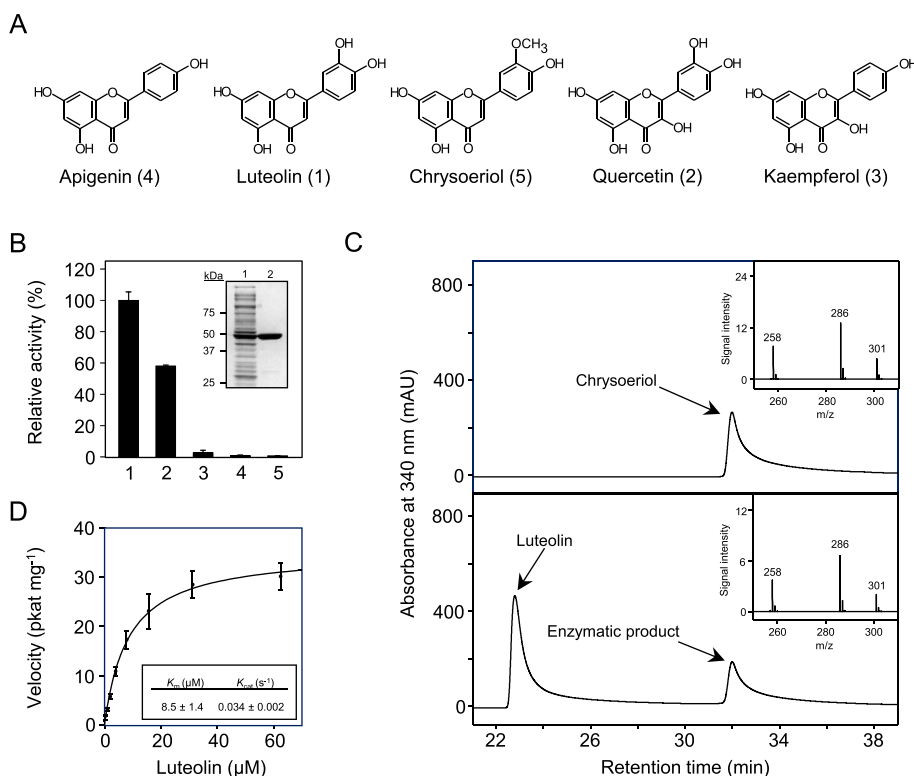 A
OH
HO
O
OH
O
Apigenin (4)
OH
OH
HO
O
OH
O
Luteolin (1)
OCH3
OH
HO
O
OH
O
Chrysoeriol (5)
OH
OH
HO
O
OH
OH
O
Quercetin (2)
OH
HO
O
OH
OH
O
Kaempferol (3)
B
Relative activity (%)
120
100
80
60
40
20
0
1 2 3 4 5
kDa 1 2
75
50
37
25
C
Absorbance at 340 nm (mAU)
800
400
0
Chrysoeriol
Signal intensity
24
12
0
258
286
301
260 280 300
m/z
800
400
0
Luteolin
Enzymatic product
Signal intensity
12
6
0
258
286
301
260 280 300
m/z
22 26 30 34 38
Retention time (min)
D
Velocity (pkat mg-1)
40
30
20
10
0
Km (µM) Kcat (s-1)
8.5 ± 1.4 0.034 ± 0.002
0 20 40 60
Luteolin (µM)